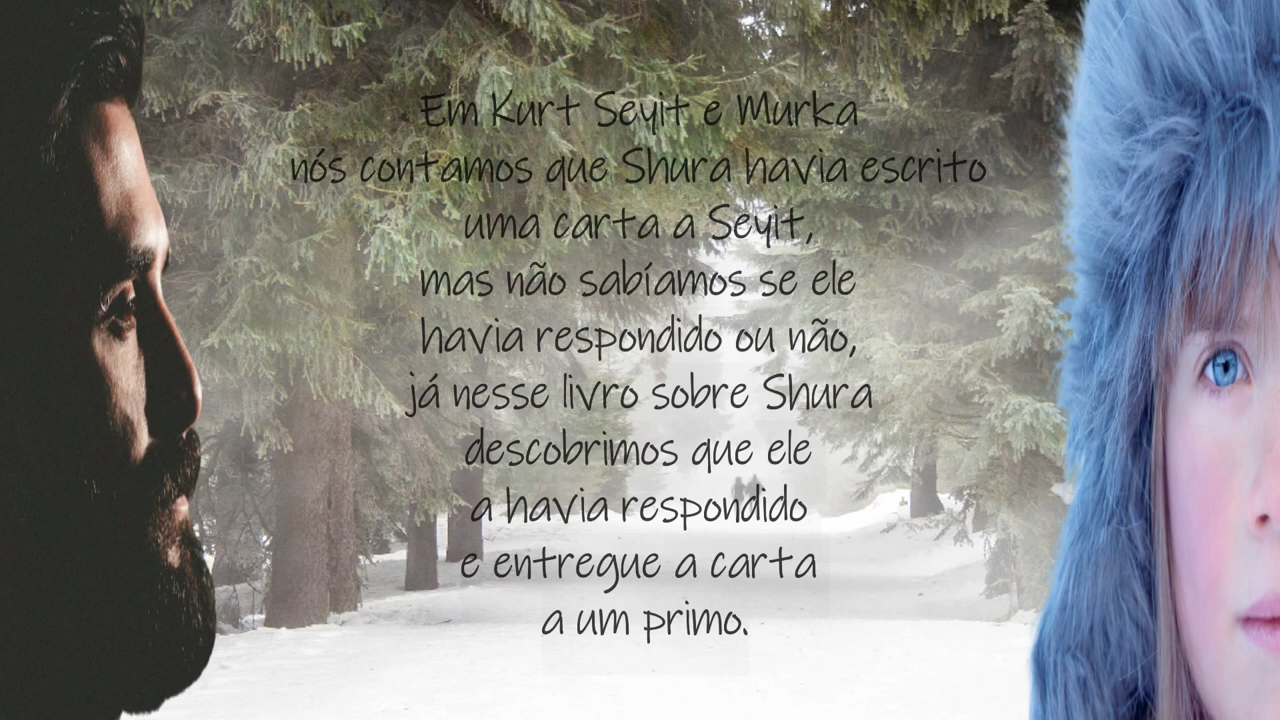 Em Kurt Seyit e Murka
nós contamos que Shura havia escrito
uma carta a Seyit,
mas não sabíamos se ele
havia respondido ou não,
já nesse livro sobre Shura
descobrimos que ele
a havia respondido
e entregue a carta
a um primo.